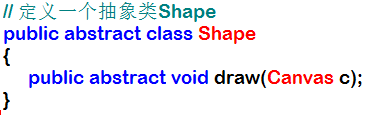 // 定义一个抽象类Shape
public abstract class Shape
{
public abstract void draw(Canvas c);
}